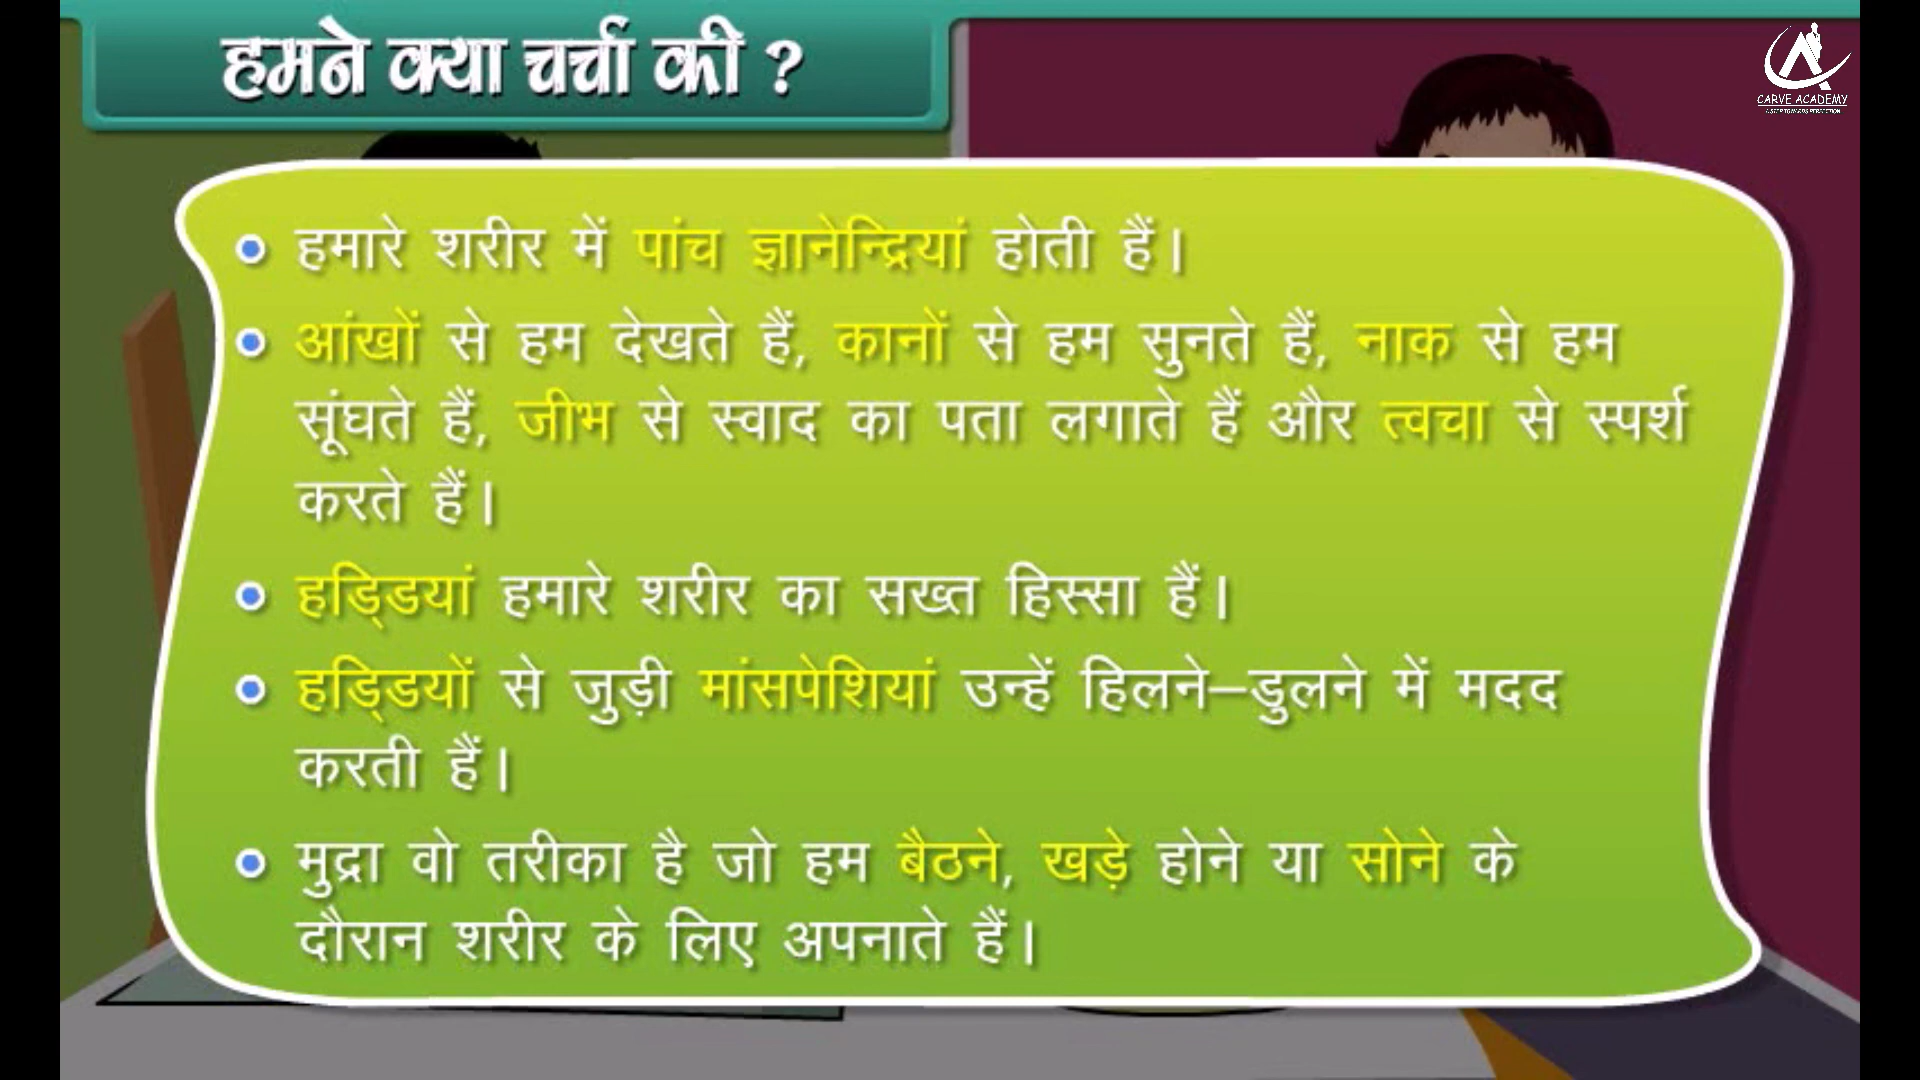 हमने क्या चर्चा की ?
CARVE ACADEMY
हमारे शरीर में पांच ज्ञानेन्द्रियां होती हैं।
आंखों से हम देखते हैं, कानों से हम सुनते हैं, नाक से हम
सूंघते हैं, जीभ से स्वाद का पता लगाते हैं और त्वचा से स्पर्श
करते हैं।
हड्डियां हमारे शरीर का सख्त हिस्सा हैं।
हड्डियों से जुड़ी मांसपेशियां उन्हें हिलने–डुलने में मदद
करती हैं।
मुद्रा वो तरीका है जो हम बैठने, खड़े होने या सोने के
दौरान शरीर के लिए अपनाते हैं।